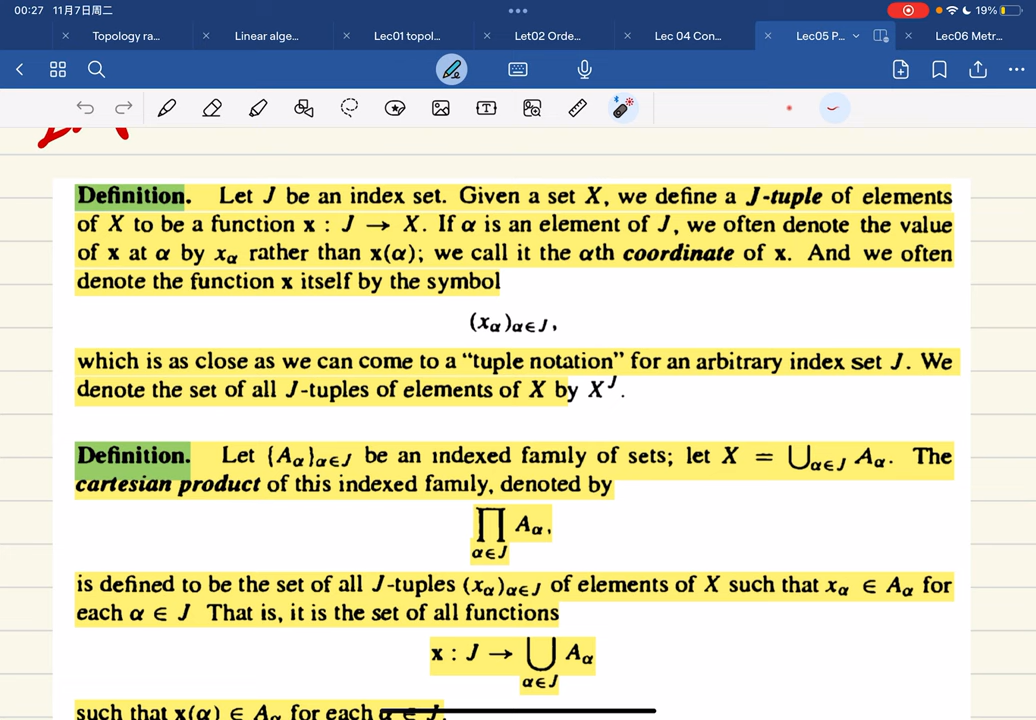 00:27 11月7日周二
19%
Topology ra...
Linear alge...
Lec01 topol...
Let02 Orde...
Lec 04 Con...
Lec05 P...
Lec06 Metr...
Definition. Let J be an index set. Given a set X, we define a J-tuple of elements
of X to be a function x : J → X. If α is an element of J, we often denote the value
of x at α by xα rather than x(α); we call it the αth coordinate of x. And we often
denote the function x itself by the symbol
(xα)α∈J,
which is as close as we can come to a “tuple notation” for an arbitrary index set J. We
denote the set of all J-tuples of elements of X by X^J.
Definition. Let {Aα}α∈J be an indexed family of sets; let X = ⋃α∈J Aα. The
cartesian product of this indexed family, denoted by
∏ Aα,
α∈J
is defined to be the set of all J-tuples (xα)α∈J of elements of X such that xα ∈ Aα for
each α ∈ J That is, it is the set of all functions
x : J → ⋃ Aα
α∈J
such that x(α) ∈ Aα for each α ∈ J.